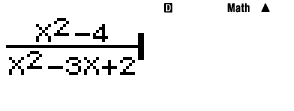 D Math ▲
x²-4
x²-3x+2